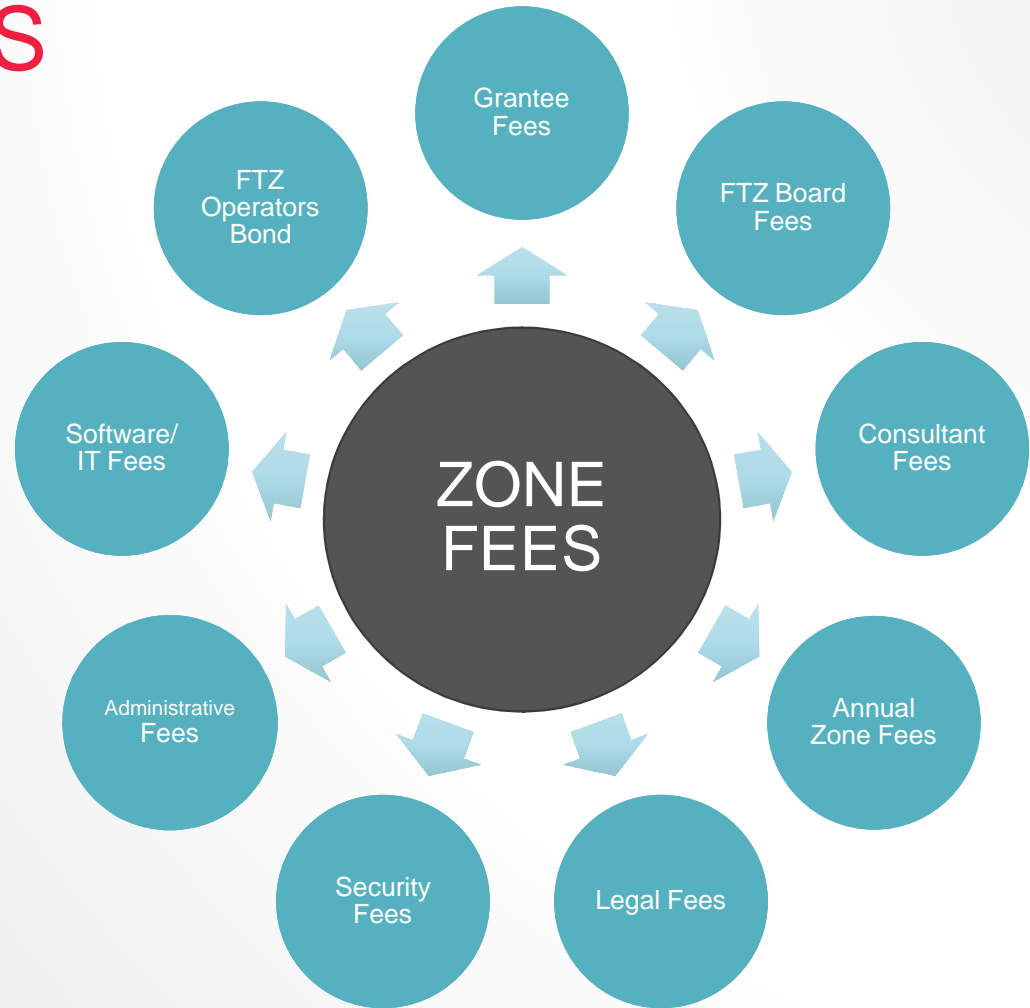 S
Grantee
Fees
FTZ Board
Fees
Consultant
Fees
Annual
Zone Fees
Legal Fees
Security
Fees
Administrative
Fees
Software/
IT Fees
FTZ
Operators
Bond
ZONE
FEES